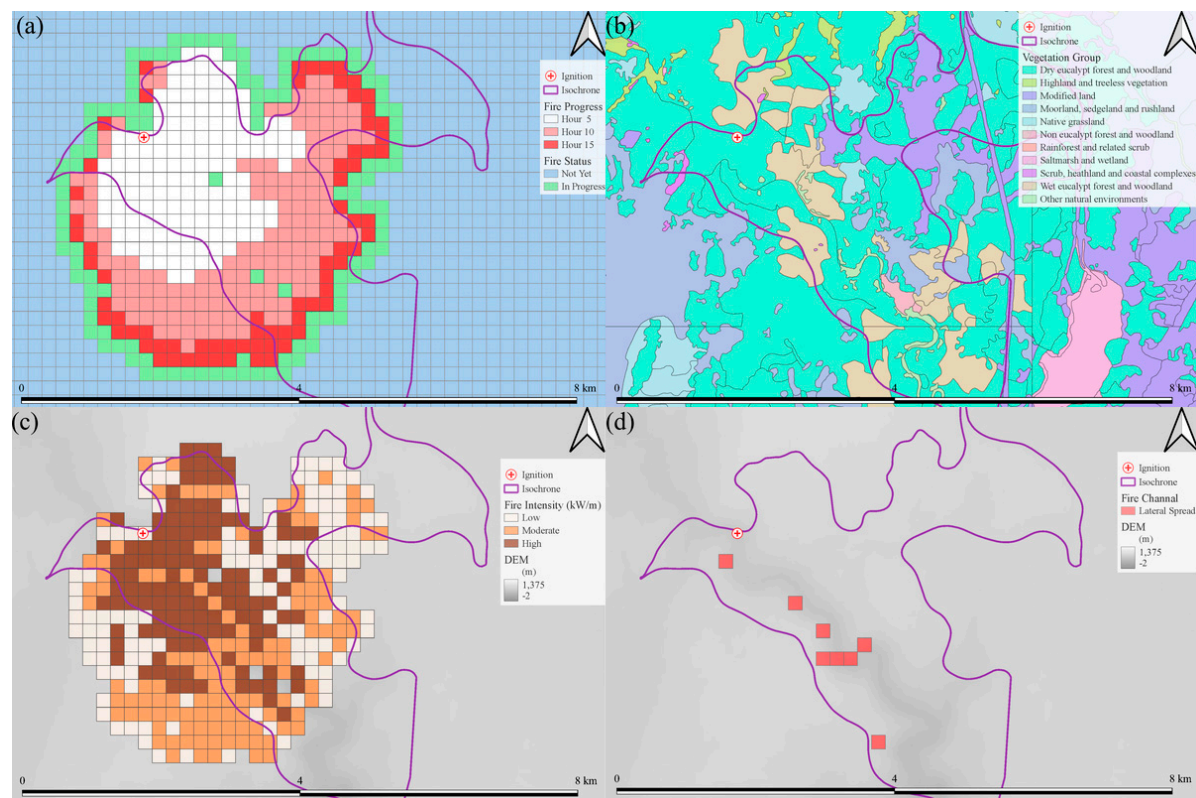 (a)
Ignition
Isochrone
Fire Progress
Hour 5
Hour 10
Hour 15
Fire Status
Not Yet
In Progress
0
4
8 km
(b)
Ignition
Isochrone
Vegetation Group
Dry eucalypt forest and woodland
Highland and treeless vegetation
Modified land
Moorland, sedgeland and rushland
Native grassland
Non eucalypt forest and woodland
Rainforest and related scrub
Saltmarsh and wetland
Scrub, heathland and coastal complexes
Wet eucalypt forest and woodland
Other natural environments
0
4
8 km
(c)
Ignition
Isochrone
Fire Intensity (kW/m)
Low
Moderate
High
DEM
(m)
1,375
-2
0
4
8 km
(d)
Ignition
Isochrone
Fire Channal
Lateral Spread
DEM
(m)
1,375
-2
0
4
8 km